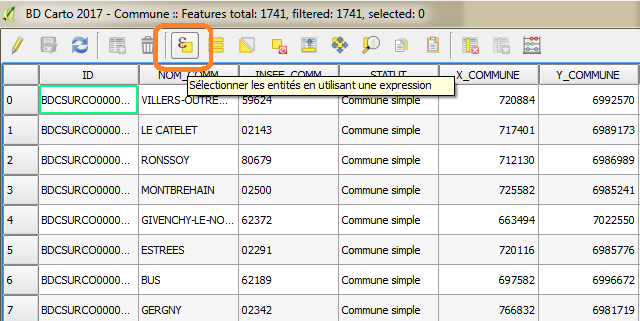 BD Carto 2017 - Commune :: Features total: 1741, filtered: 1741, selected: 0
ε
ID NOM_COMM INSEE_COMM STATUT X_COMMUNE Y_COMMUNE
Sélectionner les entités en utilisant une expression
0 BDCSURCO0000... VILLERS-OUTRE... 59624 Commune simple 720884 6992570
1 BDCSURCO0000... LE CATELET 02143 Commune simple 717401 6989173
2 BDCSURCO0000... RONSSOY 80679 Commune simple 712130 6986989
3 BDCSURCO0000... MONTBREHAIN 02500 Commune simple 725582 6985241
4 BDCSURCO0000... GIVENCHY-LE-NO... 62372 Commune simple 663494 7022550
5 BDCSURCO0000... ESTREES 02291 Commune simple 720116 6985776
6 BDCSURCO0000... BUS 62189 Commune simple 697582 6996672
7 BDCSURCO0000... GERGNY 02342 Commune simple 766832 6981719